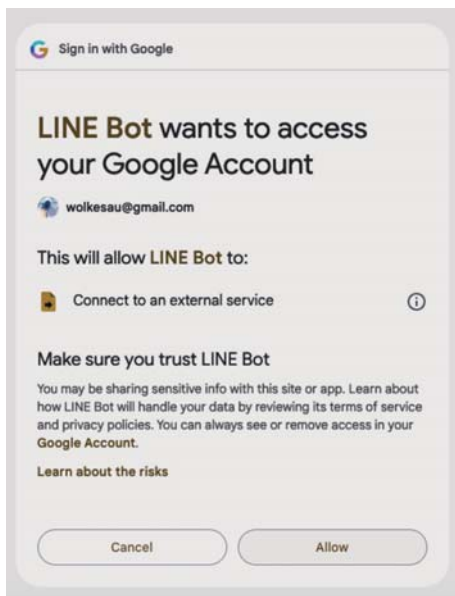 Sign in with Google
LINE Bot wants to access
your Google Account
wolkesau@gmail.com
This will allow LINE Bot to:
Connect to an external service
Make sure you trust LINE Bot
You may be sharing sensitive info with this site or app. Learn about
how LINE Bot will handle your data by reviewing its terms of service
and privacy policies. You can always see or remove access in your
Google Account.
Learn about the risks
Cancel
Allow